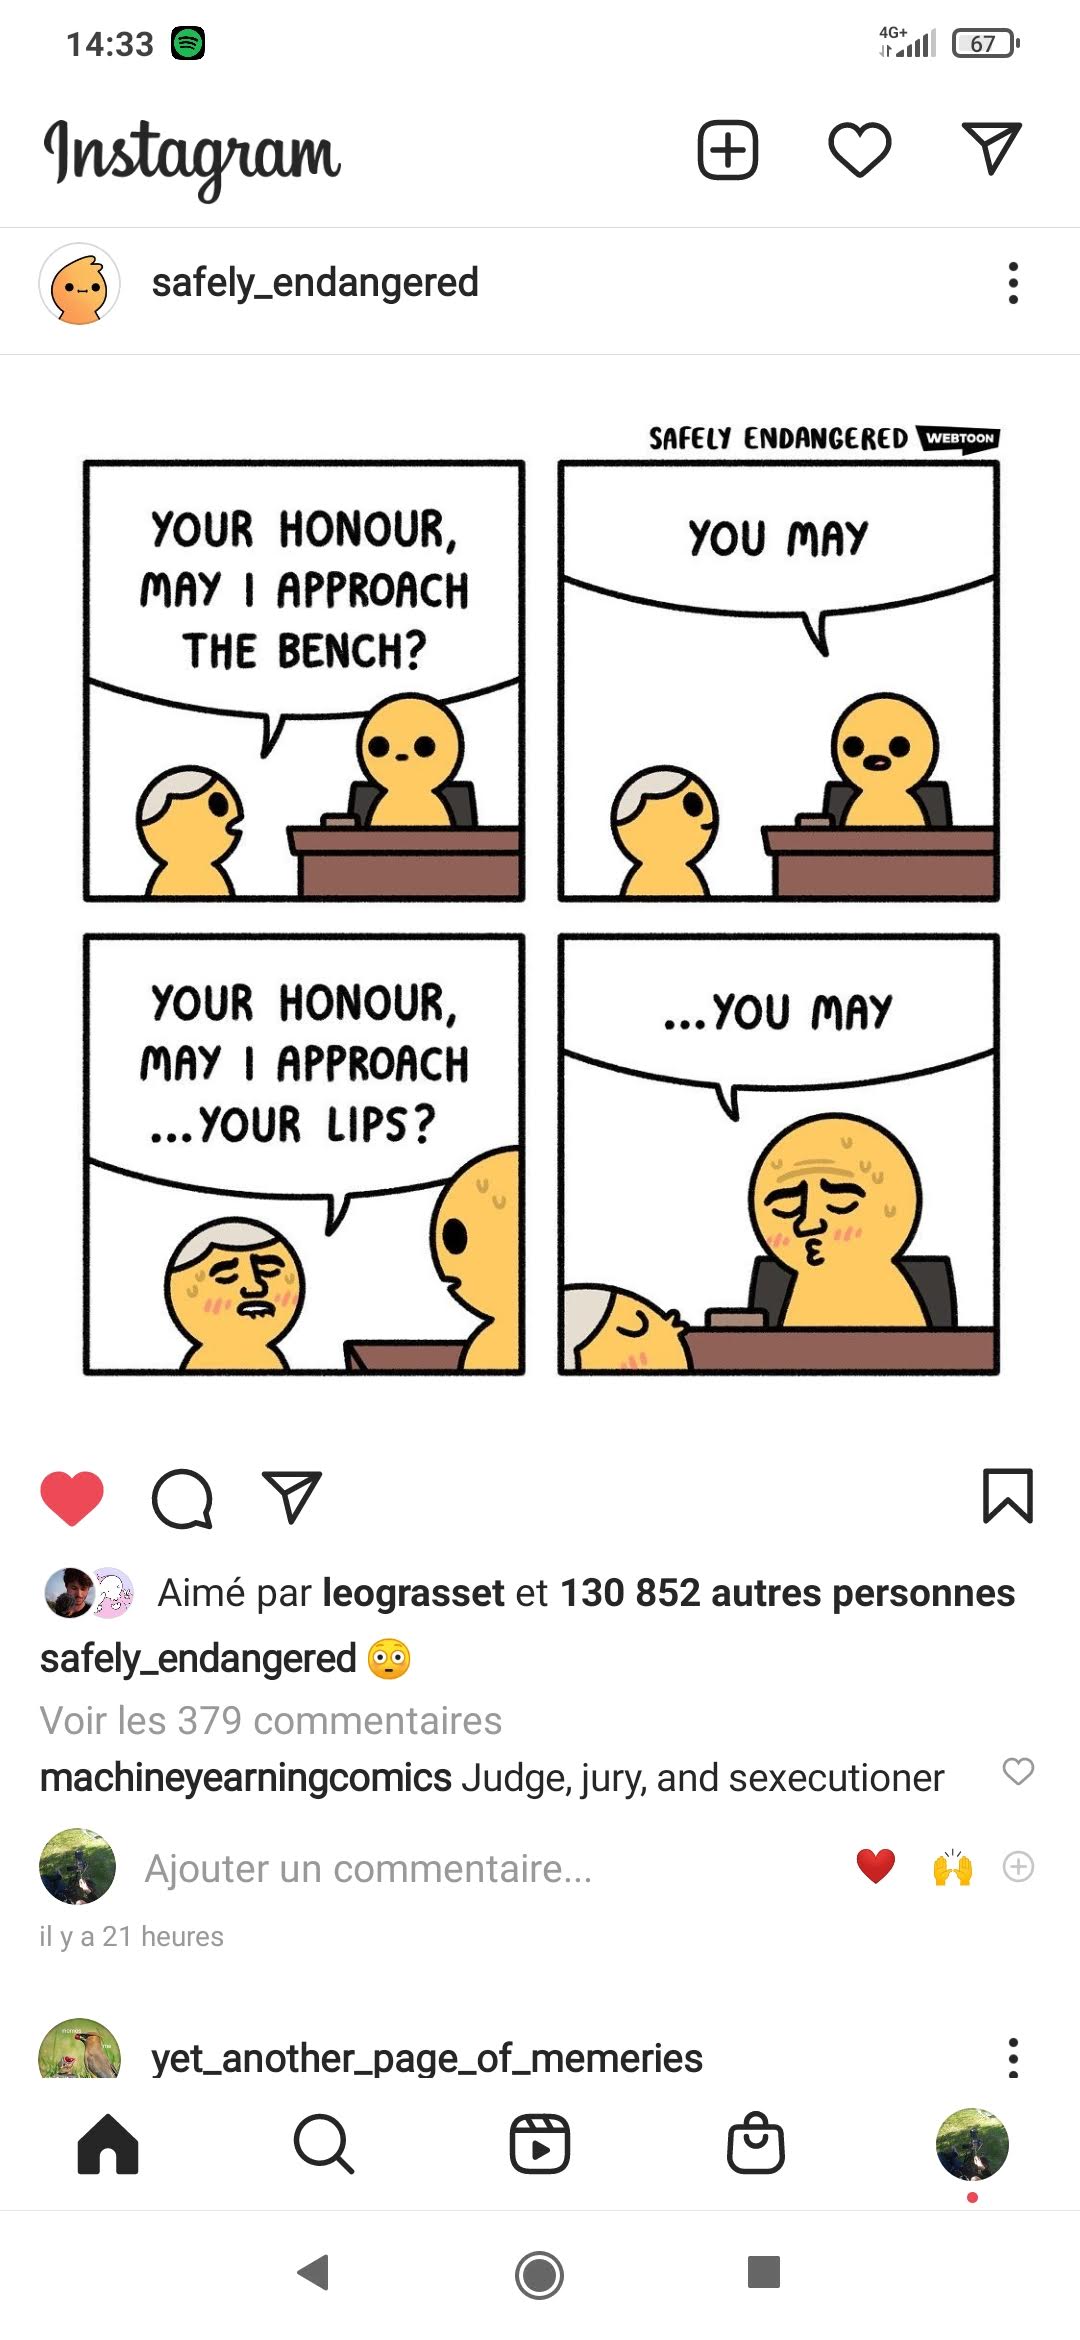 14:33
4G+
67
Instagram
safely_endangered
SAFELY ENDANGERED WEBTOON
YOUR HONOUR,
MAY I APPROACH
THE BENCH?
YOU MAY
YOUR HONOUR,
MAY I APPROACH
...YOUR LIPS?
...YOU MAY
Aimé par leograsset et 130 852 autres personnes
safely_endangered 😳
Voir les 379 commentaires
machineyearningcomics Judge, jury, and sexecutioner
Ajouter un commentaire...
il y a 21 heures
yet_another_page_of_memeries